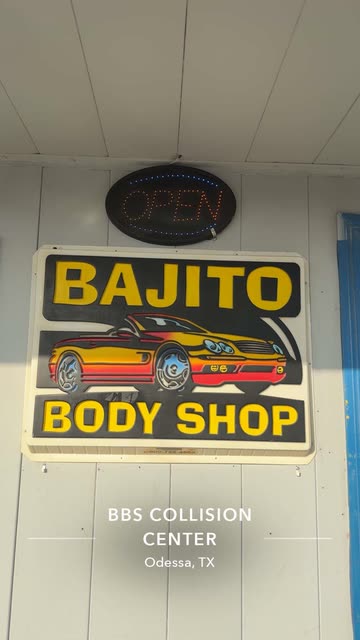 OPEN
BAJITO
BODY SHOP
BBS COLLISION
CENTER
Odessa, TX